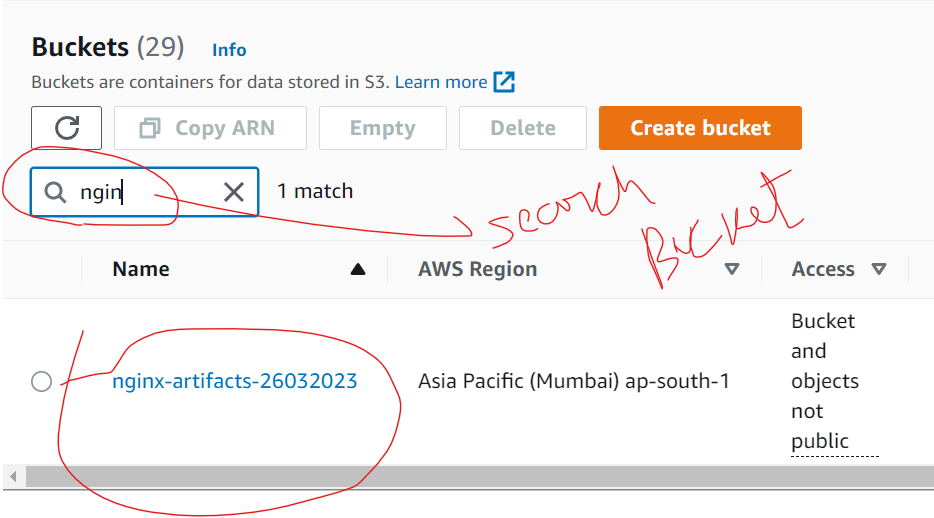 Buckets (29) Info
Buckets are containers for data stored in S3. Learn more
Copy ARN Empty Delete Create bucket
ngin 1 match
search
Bucket
Name AWS Region Access
nginx-artifacts-26032023 Asia Pacific (Mumbai) ap-south-1 Bucket
and
objects
not
public